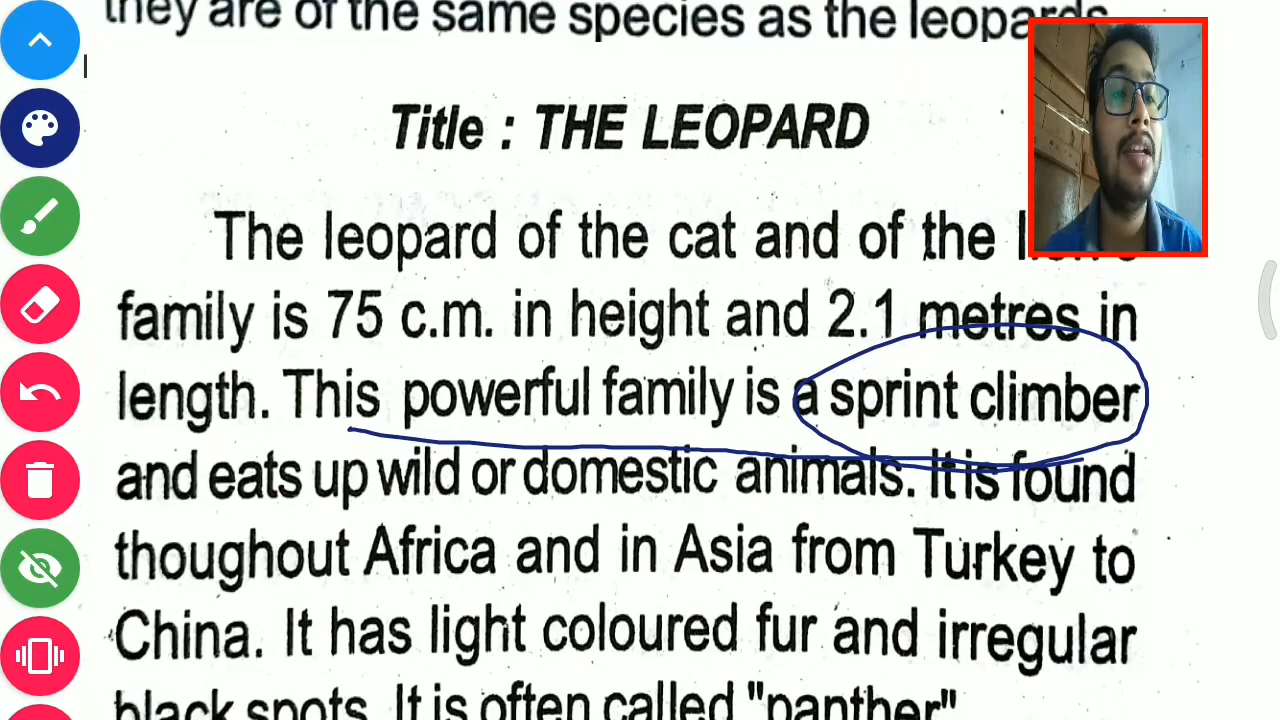 they are of the same species as the leopards
Title : THE LEOPARD
The leopard of the cat and of the lion's
family is 75 c.m. in height and 2.1 metres in
length. This powerful family is a sprint climber
and eats up wild or domestic animals. It is found
thoughout Africa and in Asia from Turkey to
China. It has light coloured fur and irregular
black spots. It is often called "panther"